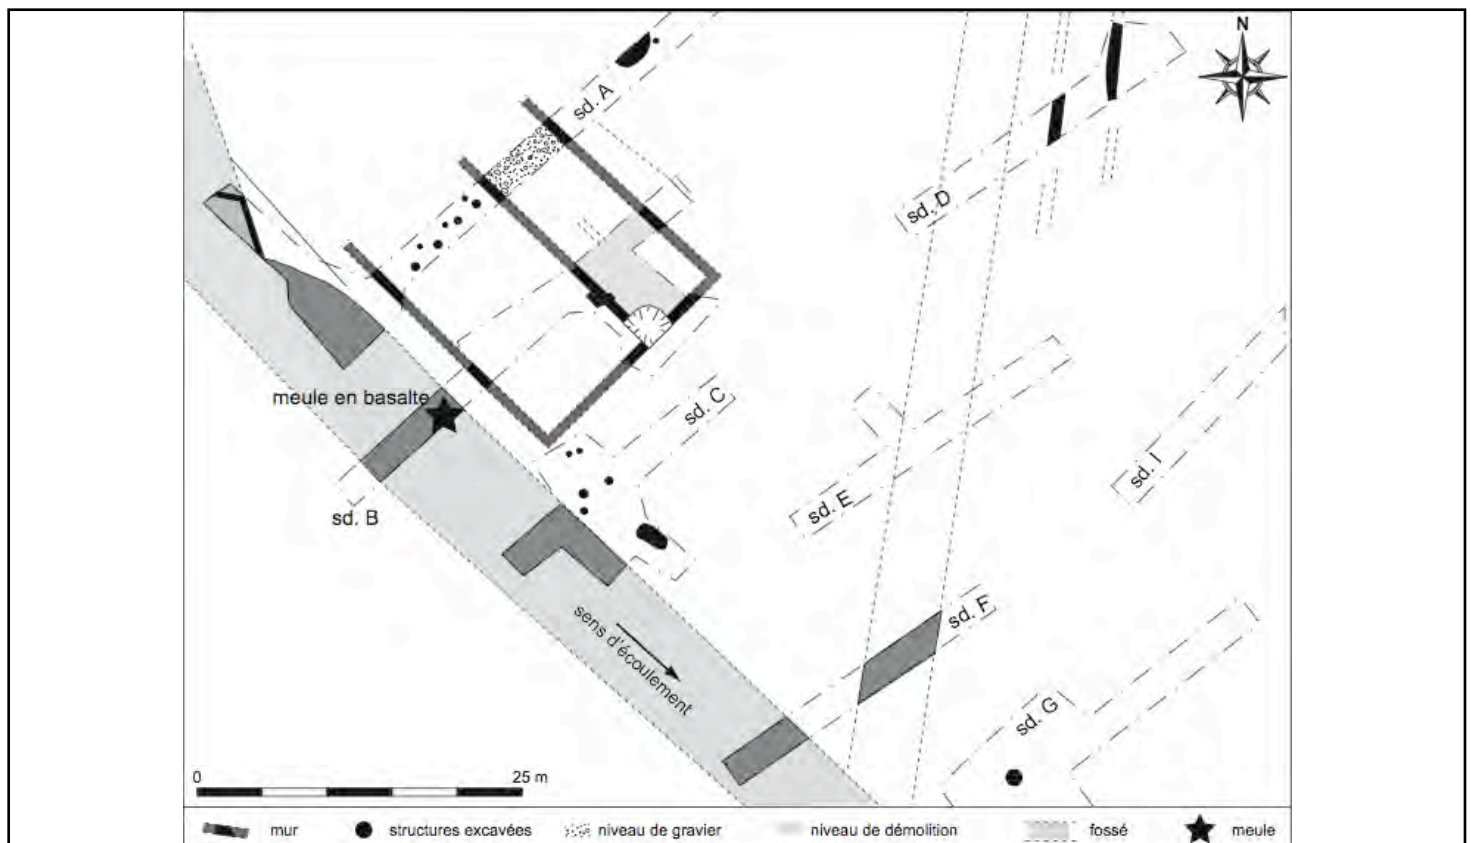 N
sd. A
sd. D
meule en basalte
sd. C
sd. I
sd. E
sd. B
sd. F
sens d'écoulement
sd. G
0 25 m
mur structures excavées niveau de gravier niveau de démolition fossé meule